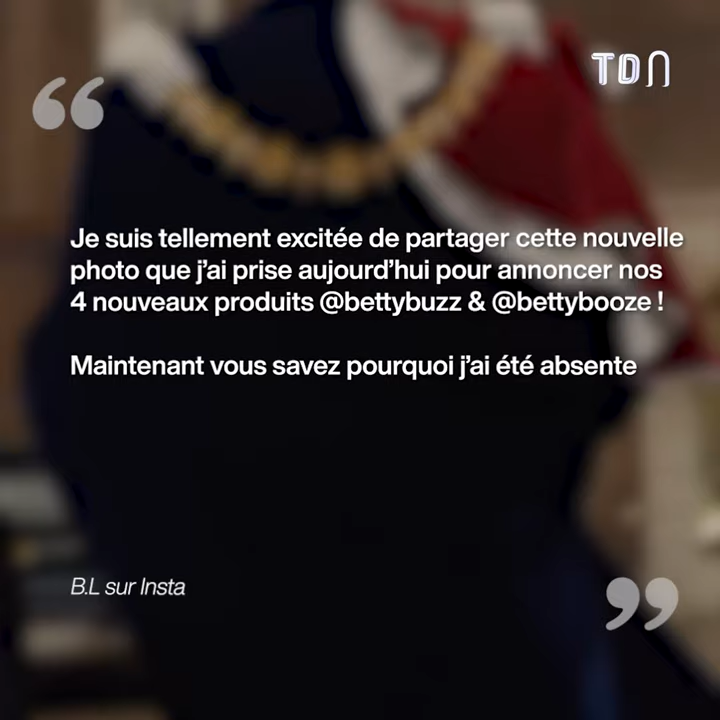 TDN
“
Je suis tellement excitée de partager cette nouvelle
photo que j’ai prise aujourd’hui pour annoncer nos
4 nouveaux produits @bettybuzz & @bettybooze !
Maintenant vous savez pourquoi j’ai été absente
B.L sur Insta
”